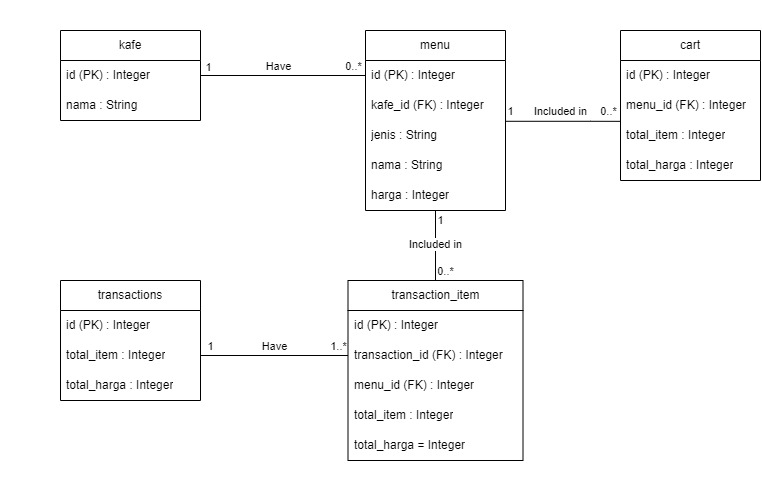 kafe
id (PK) : Integer
nama : String
1 Have 0..*
menu
id (PK) : Integer
kafe_id (FK) : Integer
jenis : String
nama : String
harga : Integer
1 Included in 0..*
cart
id (PK) : Integer
menu_id (FK) : Integer
total_item : Integer
total_harga : Integer
1
Included in
0..*
transactions
id (PK) : Integer
total_item : Integer
total_harga : Integer
1 Have 1..*
transaction_item
id (PK) : Integer
transaction_id (FK) : Integer
menu_id (FK) : Integer
total_item : Integer
total_harga = Integer